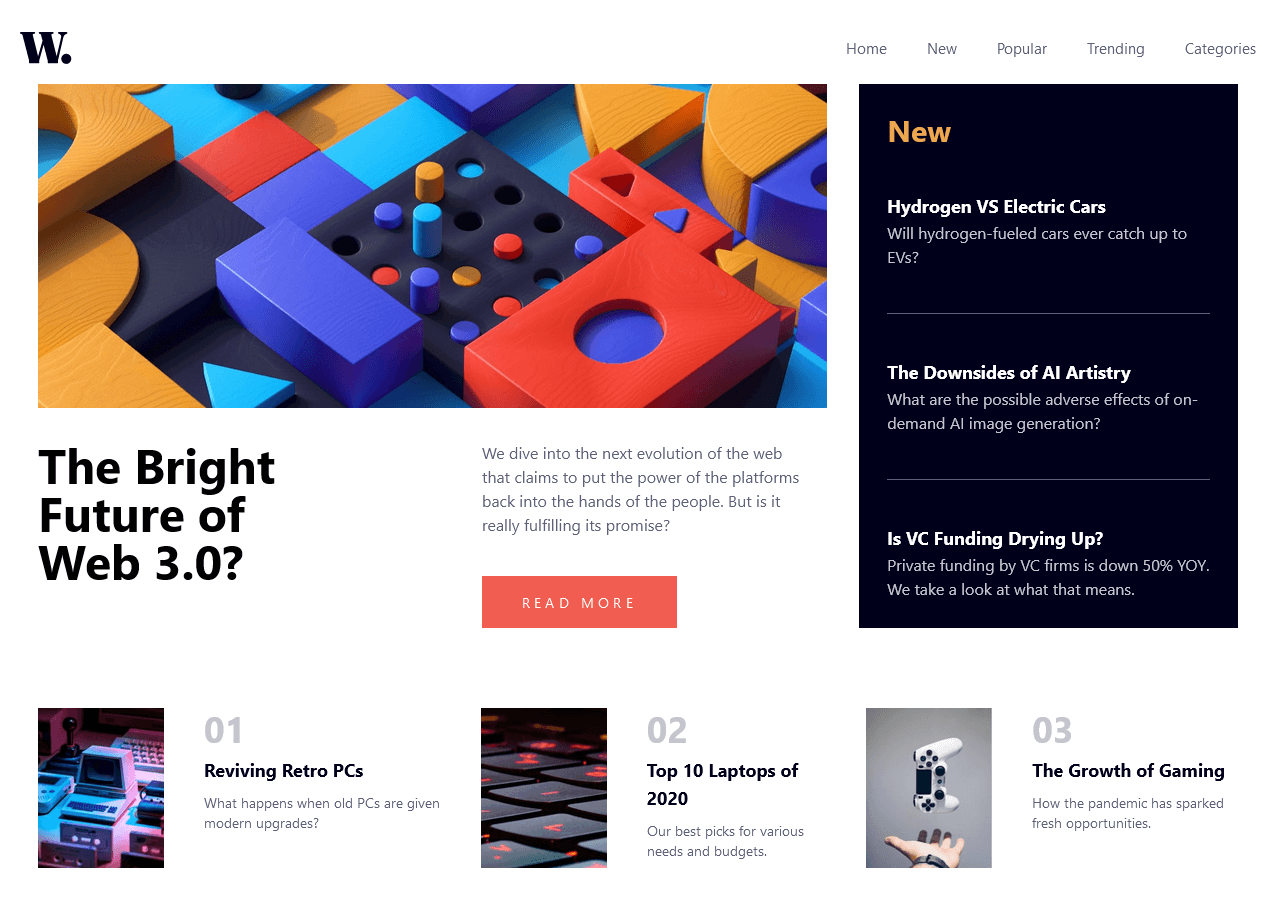 W.
Home
New
Popular
Trending
Categories
The Bright
Future of
Web 3.0?
We dive into the next evolution of the web
that claims to put the power of the platforms
back into the hands of the people. But is it
really fulfilling its promise?
READ MORE
New
Hydrogen VS Electric Cars
Will hydrogen-fueled cars ever catch up to
EVs?
The Downsides of AI Artistry
What are the possible adverse effects of on-
demand AI image generation?
Is VC Funding Drying Up?
Private funding by VC firms is down 50% YOY.
We take a look at what that means.
01
Reviving Retro PCs
What happens when old PCs are given
modern upgrades?
02
Top 10 Laptops of
2020
Our best picks for various
needs and budgets.
03
The Growth of Gaming
How the pandemic has sparked
fresh opportunities.